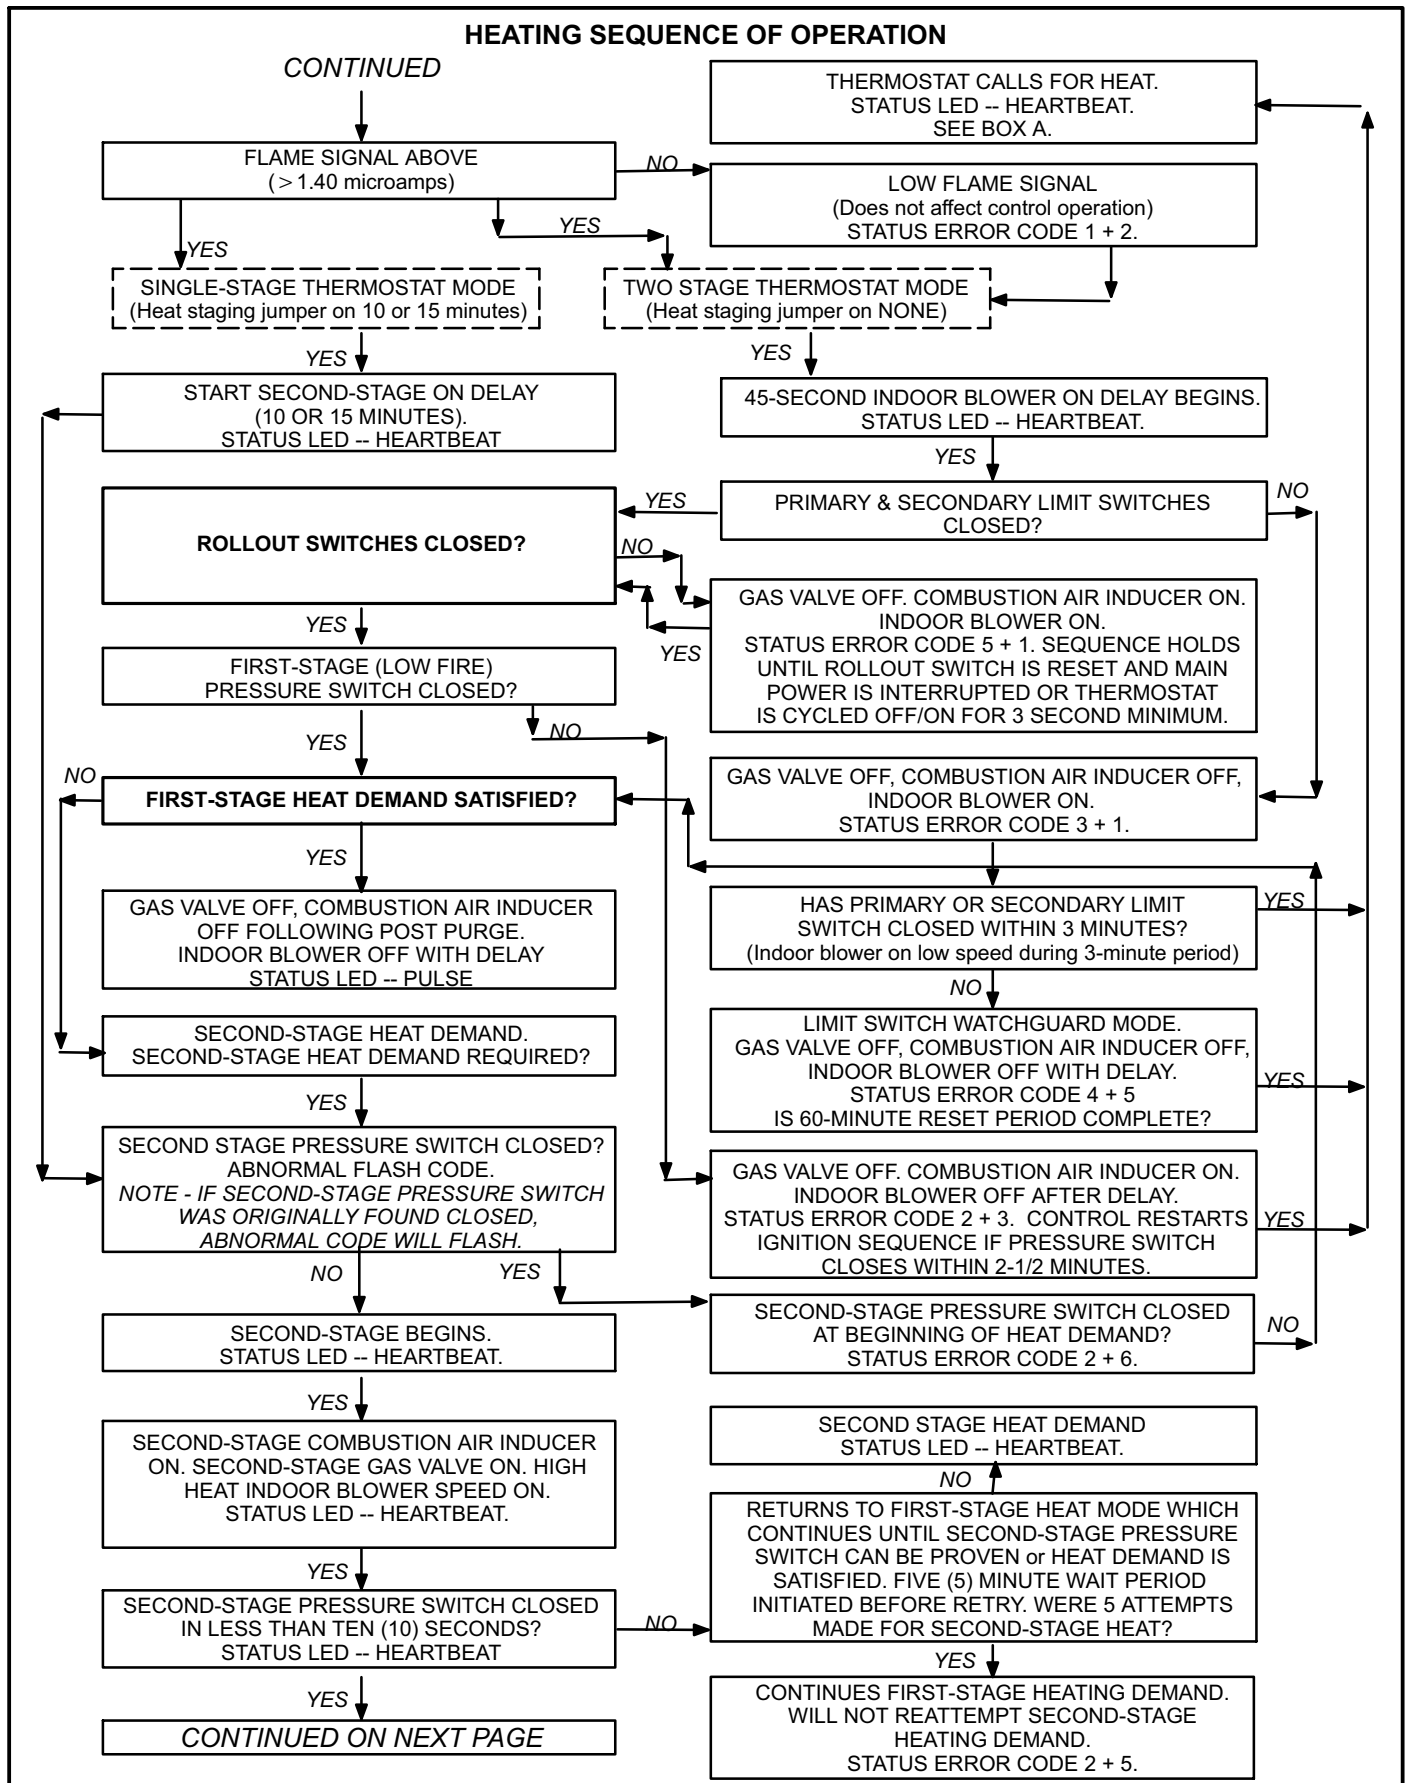 HEATING SEQUENCE OF OPERATION
CONTINUED
THERMOSTAT CALLS FOR HEAT.
STATUS LED -- HEARTBEAT.
SEE BOX A.
FLAME SIGNAL ABOVE
(>1.40 microamps)
NO
LOW FLAME SIGNAL
(Does not affect control operation)
STATUS ERROR CODE 1 + 2.
YES
YES
SINGLE-STAGE THERMOSTAT MODE
(Heat staging jumper on 10 or 15 minutes)
TWO STAGE THERMOSTAT MODE
(Heat staging jumper on NONE)
YES
YES
START SECOND-STAGE ON DELAY
(10 OR 15 MINUTES).
STATUS LED -- HEARTBEAT
45-SECOND INDOOR BLOWER ON DELAY BEGINS.
STATUS LED -- HEARTBEAT.
YES
PRIMARY & SECONDARY LIMIT SWITCHES
CLOSED?
YES
NO
ROLLOUT SWITCHES CLOSED?
NO
GAS VALVE OFF. COMBUSTION AIR INDUCER ON.
INDOOR BLOWER ON.
STATUS ERROR CODE 5 + 1. SEQUENCE HOLDS
UNTIL ROLLOUT SWITCH IS RESET AND MAIN
POWER IS INTERRUPTED OR THERMOSTAT
IS CYCLED OFF/ON FOR 3 SECOND MINIMUM.
YES
YES
FIRST-STAGE (LOW FIRE)
PRESSURE SWITCH CLOSED?
NO
YES
GAS VALVE OFF, COMBUSTION AIR INDUCER OFF,
INDOOR BLOWER ON.
STATUS ERROR CODE 3 + 1.
NO
FIRST-STAGE HEAT DEMAND SATISFIED?
YES
HAS PRIMARY OR SECONDARY LIMIT
SWITCH CLOSED WITHIN 3 MINUTES?
(Indoor blower on low speed during 3-minute period)
YES
GAS VALVE OFF, COMBUSTION AIR INDUCER
OFF FOLLOWING POST PURGE.
INDOOR BLOWER OFF WITH DELAY
STATUS LED -- PULSE
NO
LIMIT SWITCH WATCHGUARD MODE.
GAS VALVE OFF, COMBUSTION AIR INDUCER OFF,
INDOOR BLOWER OFF WITH DELAY.
STATUS ERROR CODE 4 + 5
IS 60-MINUTE RESET PERIOD COMPLETE?
YES
SECOND-STAGE HEAT DEMAND.
SECOND-STAGE HEAT DEMAND REQUIRED?
YES
SECOND STAGE PRESSURE SWITCH CLOSED?
ABNORMAL FLASH CODE.
NOTE - IF SECOND-STAGE PRESSURE SWITCH
WAS ORIGINALLY FOUND CLOSED,
ABNORMAL CODE WILL FLASH.
GAS VALVE OFF. COMBUSTION AIR INDUCER ON.
INDOOR BLOWER OFF AFTER DELAY.
STATUS ERROR CODE 2 + 3. CONTROL RESTARTS
IGNITION SEQUENCE IF PRESSURE SWITCH
CLOSES WITHIN 2-1/2 MINUTES.
YES
NO
YES
SECOND-STAGE PRESSURE SWITCH CLOSED
AT BEGINNING OF HEAT DEMAND?
STATUS ERROR CODE 2 + 6.
NO
SECOND-STAGE BEGINS.
STATUS LED -- HEARTBEAT.
YES
SECOND STAGE HEAT DEMAND
STATUS LED -- HEARTBEAT.
SECOND-STAGE COMBUSTION AIR INDUCER
ON. SECOND-STAGE GAS VALVE ON. HIGH
HEAT INDOOR BLOWER SPEED ON.
STATUS LED -- HEARTBEAT.
NO
RETURNS TO FIRST-STAGE HEAT MODE WHICH
CONTINUES UNTIL SECOND-STAGE PRESSURE
SWITCH CAN BE PROVEN or HEAT DEMAND IS
SATISFIED. FIVE (5) MINUTE WAIT PERIOD
INITIATED BEFORE RETRY. WERE 5 ATTEMPTS
MADE FOR SECOND-STAGE HEAT?
YES
SECOND-STAGE PRESSURE SWITCH CLOSED
IN LESS THAN TEN (10) SECONDS?
STATUS LED -- HEARTBEAT
NO
YES
YES
CONTINUES FIRST-STAGE HEATING DEMAND.
WILL NOT REATTEMPT SECOND-STAGE
HEATING DEMAND.
STATUS ERROR CODE 2 + 5.
CONTINUED ON NEXT PAGE